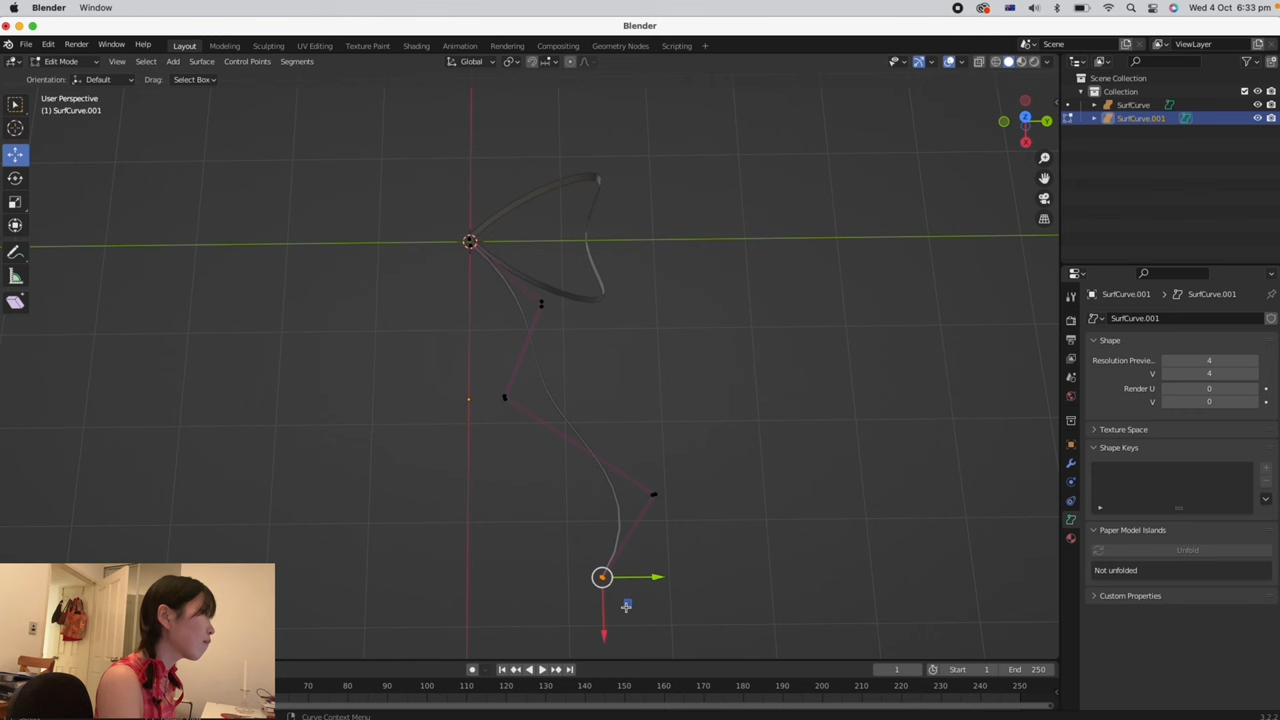 Blender Window Wed 4 Oct 6:33 pm
Blender
File Edit Render Window Help Layout Modeling Sculpting UV Editing Texture Paint Shading Animation Rendering Compositing Geometry Nodes Scripting + Scene ViewLayer
Edit Mode View Select Add Surface Control Points Segments Global
Orientation: Default Drag: Select Box
User Perspective
(1) SurfCurve.001
Z
Y
X
Scene Collection
Collection
SurfCurve
SurfCurve.001
SurfCurve.001 > SurfCurve.001
SurfCurve.001
Shape
Resolution Previe... 4
V 4
Render U 0
V 0
Texture Space
Shape Keys
Paper Model Islands
Unfold
Not unfolded
Custom Properties
1 Start 1 End 250
70 80 90 100 110 120 130 140 150 160 170 180 190 200 210 220 230 240 250
Curve Context Menu